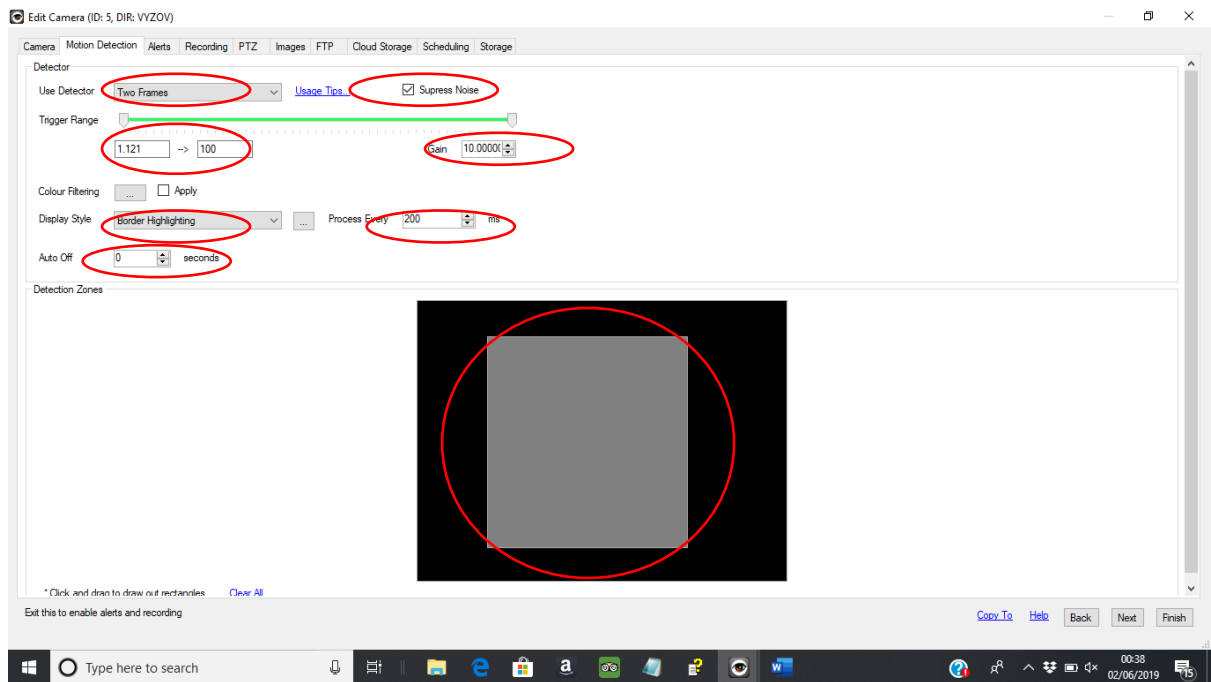 Edit Camera (ID: 5, DIR: VYZOV)
Camera Motion Detection Alerts Recording PTZ Images FTP Cloud Storage Scheduling Storage
Detector
Use Detector Two Frames Usage Tips... Supress Noise
Trigger Range
1.121 -> 100 Gain 10.0000
Colour Filtering ... Apply
Display Style Border Highlighting ... Process Every 200 ms
Auto Off 0 seconds
Detection Zones
* Click and drag to draw out rectangles Clear All
Exit this to enable alerts and recording Copy To Help Back Next Finish
Type here to search
00:38
02/06/2019
15